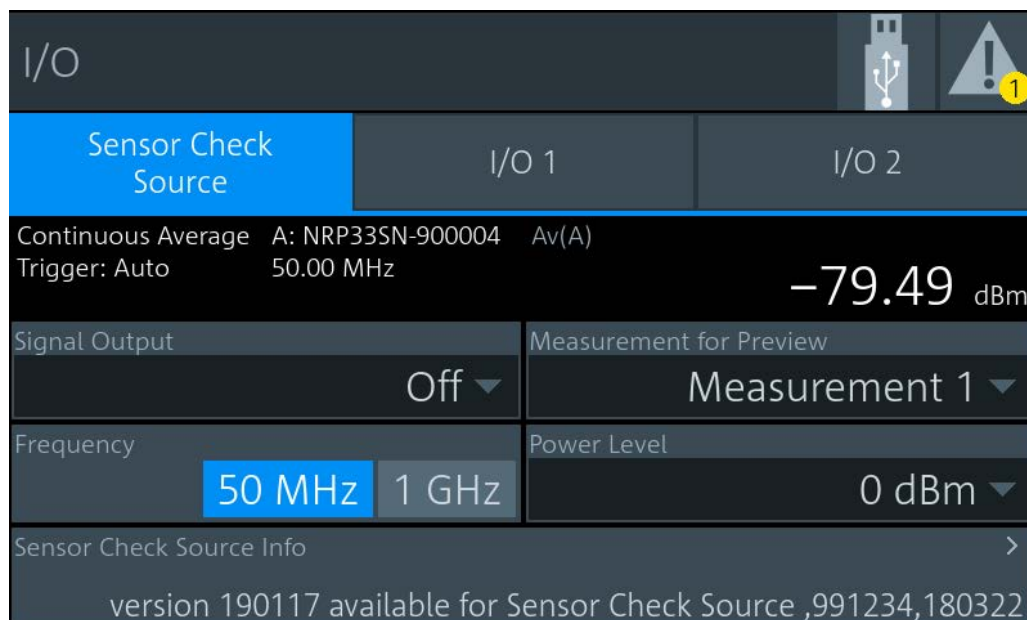 I/O
1
Sensor Check
Source
I/O 1
I/O 2
Continuous Average A: NRP33SN-900004 Av(A)
Trigger: Auto 50.00 MHz
−79.49 dBm
Signal Output
Measurement for Preview
Off
Measurement 1
Frequency
Power Level
50 MHz 1 GHz
0 dBm
Sensor Check Source Info
version 190117 available for Sensor Check Source ,991234,180322